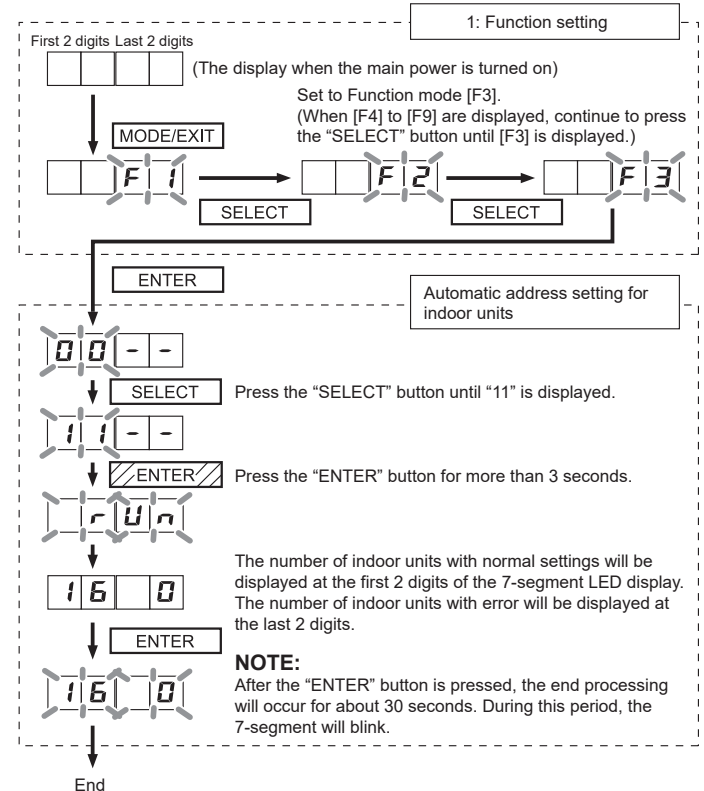 1: Function setting
First 2 digits Last 2 digits
(The display when the main power is turned on)
Set to Function mode [F3].
(When [F4] to [F9] are displayed, continue to press
the “SELECT” button until [F3] is displayed.)
MODE/EXIT
F 1
F 2
F 3
SELECT
SELECT
ENTER
Automatic address setting for
indoor units
0 0 - -
SELECT
Press the “SELECT” button until “11” is displayed.
1 1 - -
ENTER
Press the “ENTER” button for more than 3 seconds.
r U n
The number of indoor units with normal settings will be
displayed at the first 2 digits of the 7-segment LED display.
The number of indoor units with error will be displayed at
the last 2 digits.
1 6 0
ENTER
NOTE:
After the “ENTER” button is pressed, the end processing
will occur for about 30 seconds. During this period, the
7-segment will blink.
1 6 0
End